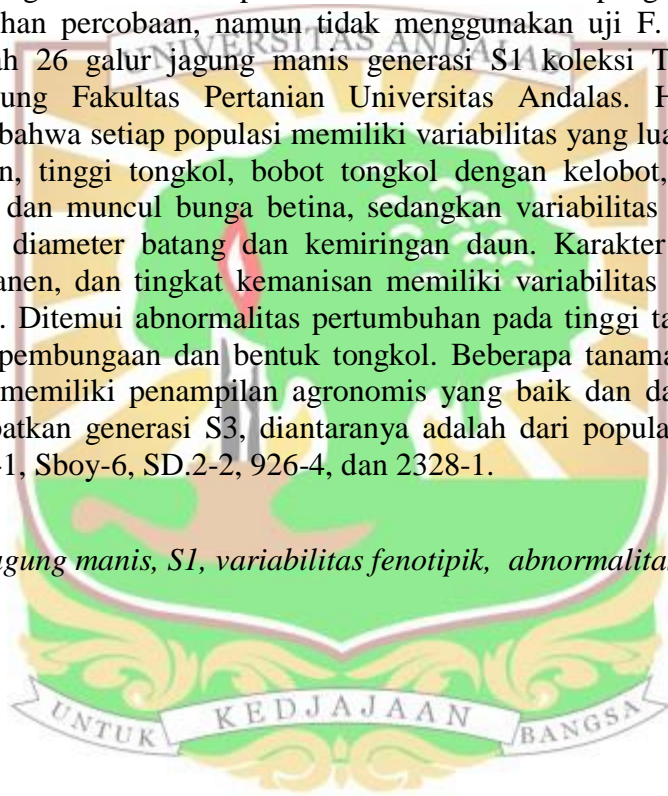 han percobaan, namun tidak menggunakan uji F.
UNIVERSITAS ANDALAS
ah 26 galur jagung manis generasi S1 koleksi T
ung Fakultas Pertanian Universitas Andalas. H
bahwa setiap populasi memiliki variabilitas yang lua
n, tinggi tongkol, bobot tongkol dengan kelobot,
dan muncul bunga betina, sedangkan variabilitas
diameter batang dan kemiringan daun. Karakter
anen, dan tingkat kemanisan memiliki variabilitas
. Ditemui abnormalitas pertumbuhan pada tinggi ta
pembungaan dan bentuk tongkol. Beberapa tanama
memiliki penampilan agronomis yang baik dan da
patkan generasi S3, diantaranya adalah dari popula
-1, Sboy-6, SD.2-2, 926-4, dan 2328-1.
agung manis, S1, variabilitas fenotipik, abnormalita
UNTUK KEDJAJAAN BANGSA